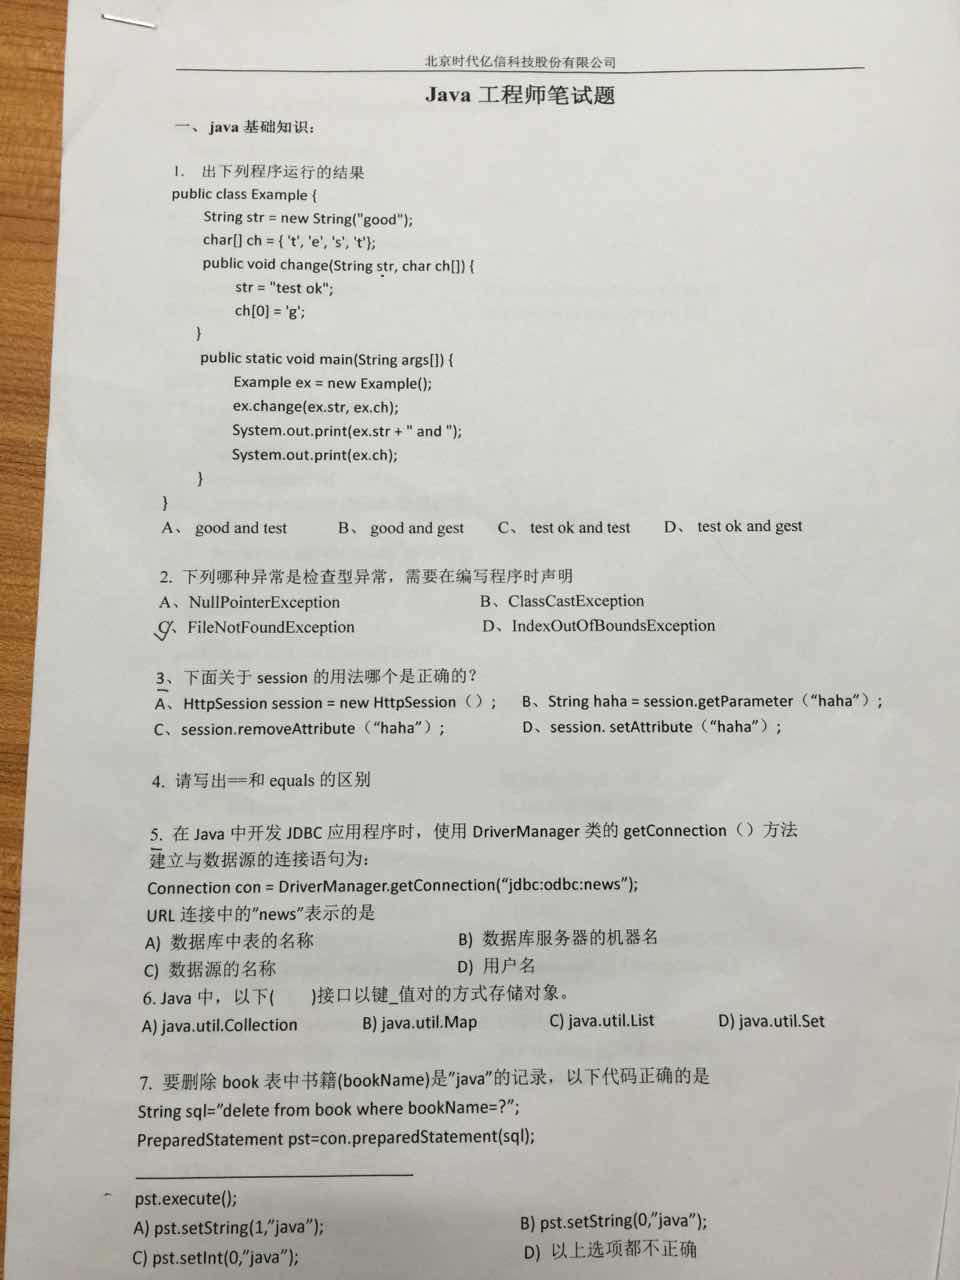 北京时代亿信科技股份有限公司
Java 工程师笔试题
一、java 基础知识：
1. 出下列程序运行的结果
public class Example {
String str = new String("good");
char[] ch = { 't', 'e', 's', 't'};
public void change(String str, char ch[]) {
str = "test ok";
ch[0] = 'g';
}
public static void main(String args[]) {
Example ex = new Example();
ex.change(ex.str, ex.ch);
System.out.print(ex.str + " and ");
System.out.print(ex.ch);
}
}
A、 good and test B、 good and gest C、 test ok and test D、 test ok and gest
2. 下列哪种异常是检查型异常，需要在编写程序时声明
A、NullPointerException B、ClassCastException
C、FileNotFoundException D、IndexOutOfBoundsException
3、下面关于 session 的用法哪个是正确的？
A、HttpSession session = new HttpSession（）; B、String haha = session.getParameter（“haha”）;
C、session.removeAttribute（“haha”）; D、session. setAttribute（“haha”）;
4. 请写出==和 equals 的区别
5. 在 Java 中开发 JDBC 应用程序时，使用 DriverManager 类的 getConnection（）方法
建立与数据源的连接语句为：
Connection con = DriverManager.getConnection(“jdbc:odbc:news”);
URL 连接中的”news”表示的是
A) 数据库中表的名称 B) 数据库服务器的机器名
C) 数据源的名称 D) 用户名
6. Java 中，以下( )接口以键_值对的方式存储对象。
A) java.util.Collection B) java.util.Map C) java.util.List D) java.util.Set
7. 要删除 book 表中书籍(bookName)是”java”的记录，以下代码正确的是
String sql=”delete from book where bookName=?”;
PreparedStatement pst=con.preparedStatement(sql);
pst.execute();
A) pst.setString(1,”java”); B) pst.setString(0,”java”);
C) pst.setInt(0,”java”); D) 以上选项都不正确